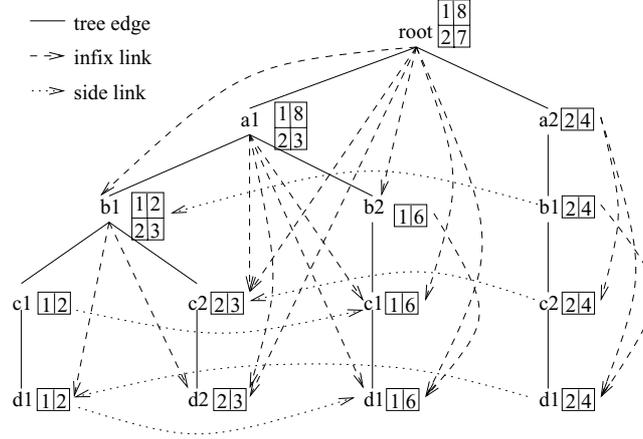 1 8
root 2 7
tree edge
infix link
side link
a1 1 8
2 3
a2 2 4
b1 1 2
2 3
b2 1 6
b1 2 4
c1 1 2
c2 2 3
c1 1 6
c2 2 4
d1 1 2
d2 2 3
d1 1 6
d1 2 4